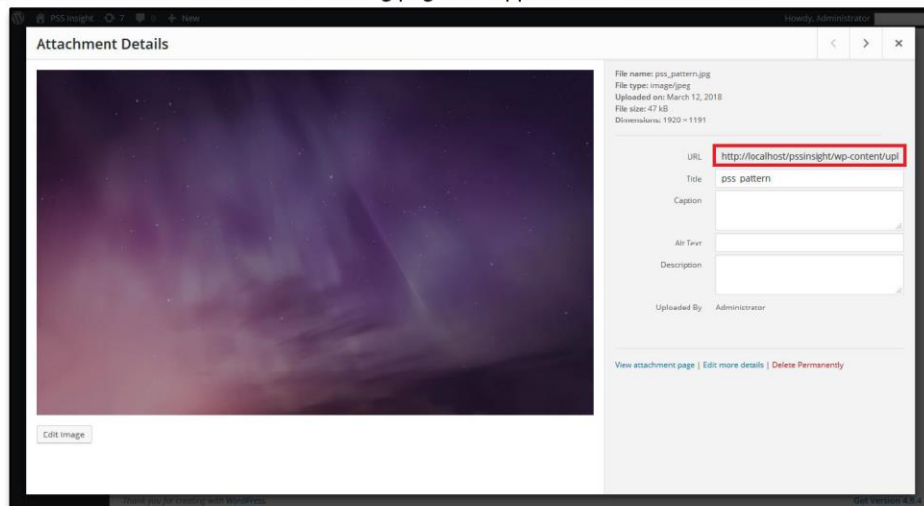 PSS Insight 7 0 + New Howdy, Administrator
Attachment Details
File name: pss_pattern.jpg
File type: image/jpeg
Uploaded on: March 12, 2018
File size: 47 kB
Dimensions: 1920 × 1191
URL http://localhost/pssinsight/wp-content/upl
Title pss pattern
Caption
Alt Text
Description
Uploaded By Administrator
View attachment page | Edit more details | Delete Permanently
Edit Image
Thank you for creating with WordPress. Get Version 4.9.4